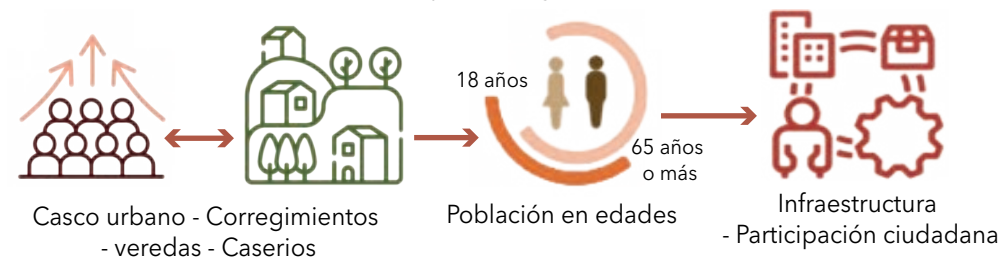 18 años
65 años
o más
Casco urbano - Corregimientos
- veredas - Caserios
Población en edades
Infraestructura
- Participación ciudadana